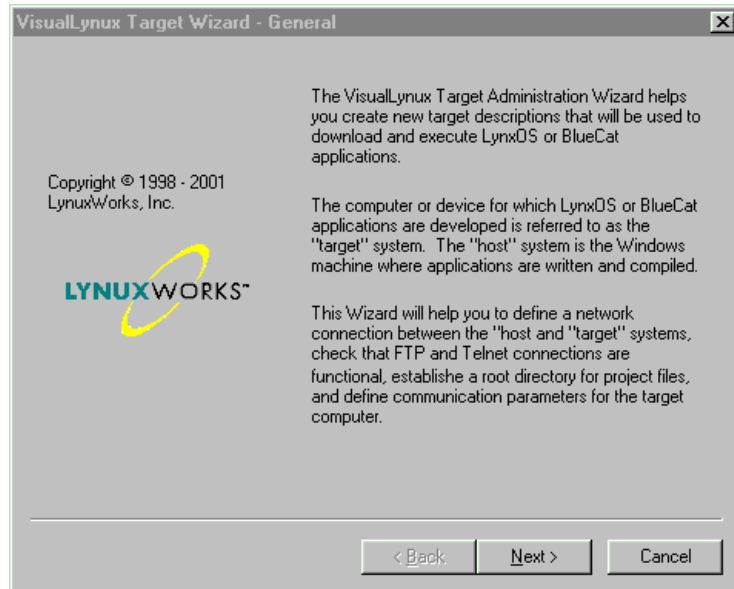 VisualLynux Target Wizard - General
The VisualLynux Target Administration Wizard helps
you create new target descriptions that will be used to
download and execute LynxOS or BlueCat
applications.
Copyright © 1998 - 2001
LynuxWorks, Inc.
The computer or device for which LynxOS or BlueCat
applications are developed is referred to as the
"target" system.  The "host" system is the Windows
machine where applications are written and compiled.
LYNUXWORKS™
This Wizard will help you to define a network
connection between the "host and "target" systems,
check that FTP and Telnet connections are
functional, establishe a root directory for project files,
and define communication parameters for the target
computer.
< Back
Next >
Cancel